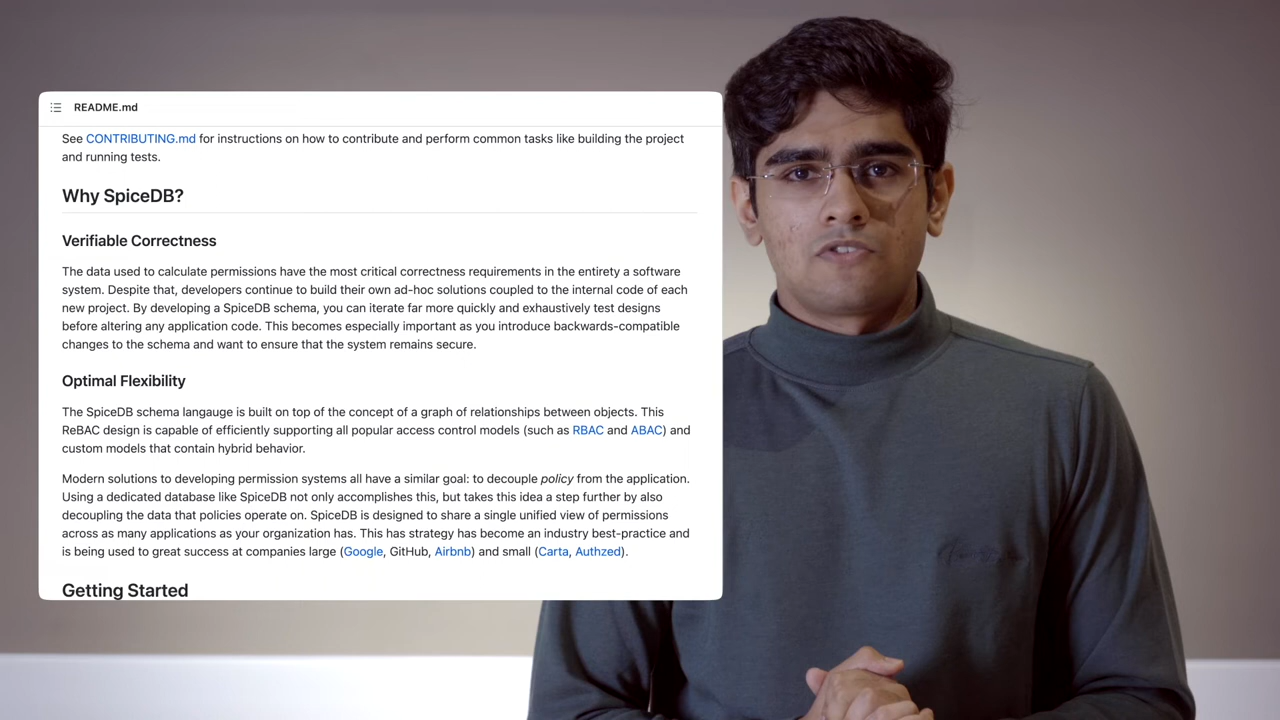 README.md
See CONTRIBUTING.md for instructions on how to contribute and perform common tasks like building the project
and running tests.
Why SpiceDB?
Verifiable Correctness
The data used to calculate permissions have the most critical correctness requirements in the entirety a software
system. Despite that, developers continue to build their own ad-hoc solutions coupled to the internal code of each
new project. By developing a SpiceDB schema, you can iterate far more quickly and exhaustively test designs
before altering any application code. This becomes especially important as you introduce backwards-compatible
changes to the schema and want to ensure that the system remains secure.
Optimal Flexibility
The SpiceDB schema langauge is built on top of the concept of a graph of relationships between objects. This
ReBAC design is capable of efficiently supporting all popular access control models (such as RBAC and ABAC) and
custom models that contain hybrid behavior.
Modern solutions to developing permission systems all have a similar goal: to decouple policy from the application.
Using a dedicated database like SpiceDB not only accomplishes this, but takes this idea a step further by also
decoupling the data that policies operate on. SpiceDB is designed to share a single unified view of permissions
across as many applications as your organization has. This has strategy has become an industry best-practice and
is being used to great success at companies large (Google, GitHub, Airbnb) and small (Carta, Authzed).
Getting Started